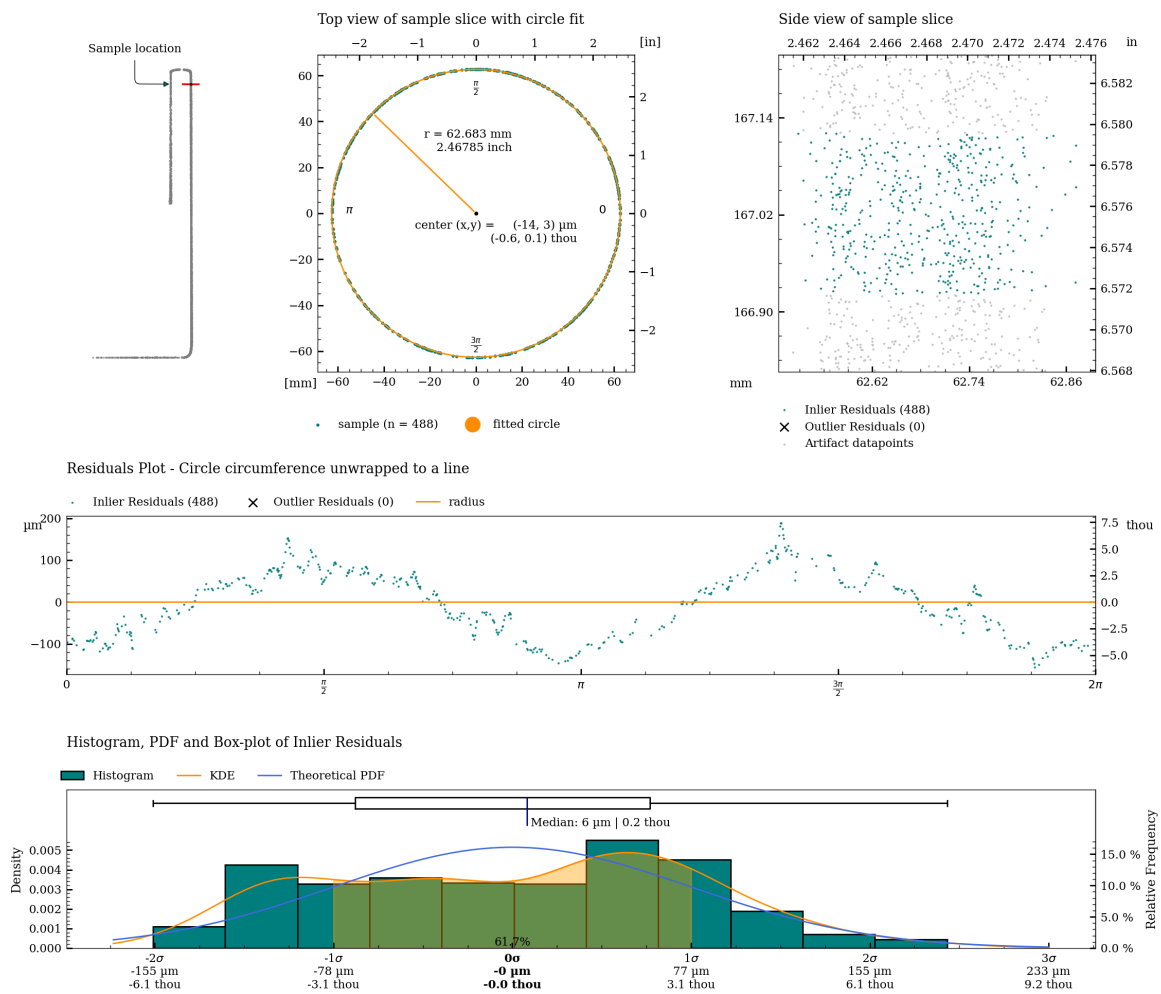 Sample location
Top view of sample slice with circle fit
−2 −1 0 1 2 [in]
60
40
20
0
−20
−40
−60
2
1
0
−1
−2
π/2
r = 62.683 mm
2.46785 inch
π
0
center (x,y) = (-14, 3) µm
(-0.6, 0.1) thou
3π/2
[mm] −60 −40 −20 0 20 40 60
sample (n = 488) fitted circle
Side view of sample slice
2.462 2.464 2.466 2.468 2.470 2.472 2.474 2.476 in
167.14
167.02
166.90
6.582
6.580
6.578
6.576
6.574
6.572
6.570
6.568
mm 62.62 62.74 62.86
Inlier Residuals (488)
Outlier Residuals (0)
Artifact datapoints
Residuals Plot - Circle circumference unwrapped to a line
Inlier Residuals (488) Outlier Residuals (0) radius
µm
200
100
0
−100
7.5 thou
5.0
2.5
0.0
−2.5
−5.0
0 π/2 π 3π/2 2π
Histogram, PDF and Box-plot of Inlier Residuals
Histogram KDE Theoretical PDF
Median: 6 µm | 0.2 thou
Density
0.005
0.004
0.003
0.002
0.001
0.000
Relative Frequency
15.0 %
10.0 %
5.0 %
0.0 %
61.7%
-2σ -1σ 0σ 1σ 2σ 3σ
-155 µm -78 µm -0 µm 77 µm 155 µm 233 µm
-6.1 thou -3.1 thou -0.0 thou 3.1 thou 6.1 thou 9.2 thou